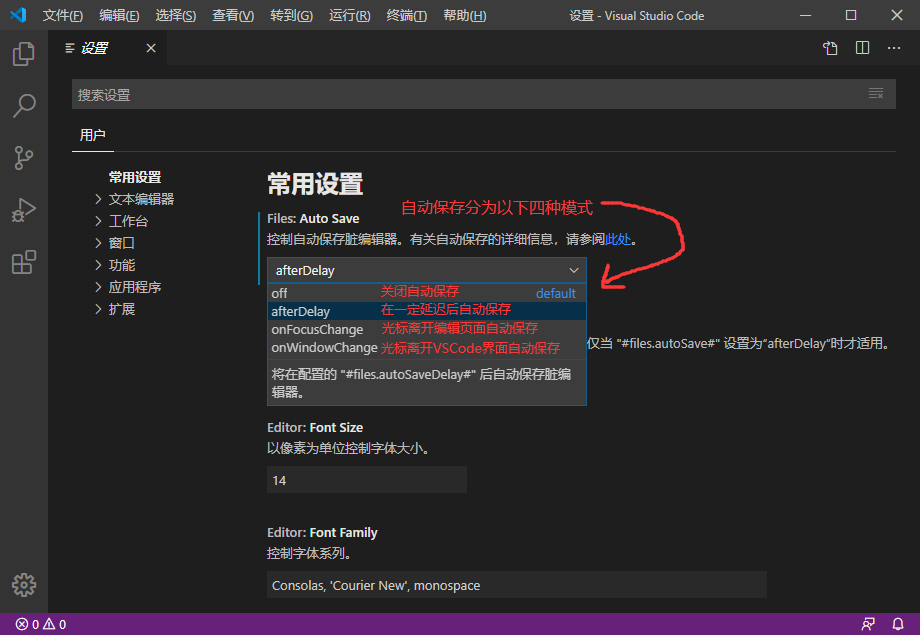 文件(F) 编辑(E) 选择(S) 查看(V) 转到(G) 运行(R) 终端(T) 帮助(H) 设置 - Visual Studio Code
设置
搜索设置
用户
常用设置
文本编辑器
工作台
窗口
功能
应用程序
扩展
常用设置
自动保存分为以下四种模式
Files: Auto Save
控制自动保存脏编辑器。有关自动保存的详细信息，请参阅此处。
afterDelay
off 关闭自动保存 default
afterDelay 在一定延迟后自动保存
onFocusChange 光标离开编辑页面自动保存
onWindowChange 光标离开VSCode界面自动保存
仅当 "#files.autoSave#" 设置为“afterDelay”时才适用。
将在配置的 "#files.autoSaveDelay#" 后自动保存脏编
辑器。
Editor: Font Size
以像素为单位控制字体大小。
14
Editor: Font Family
控制字体系列。
Consolas, 'Courier New', monospace
0 0